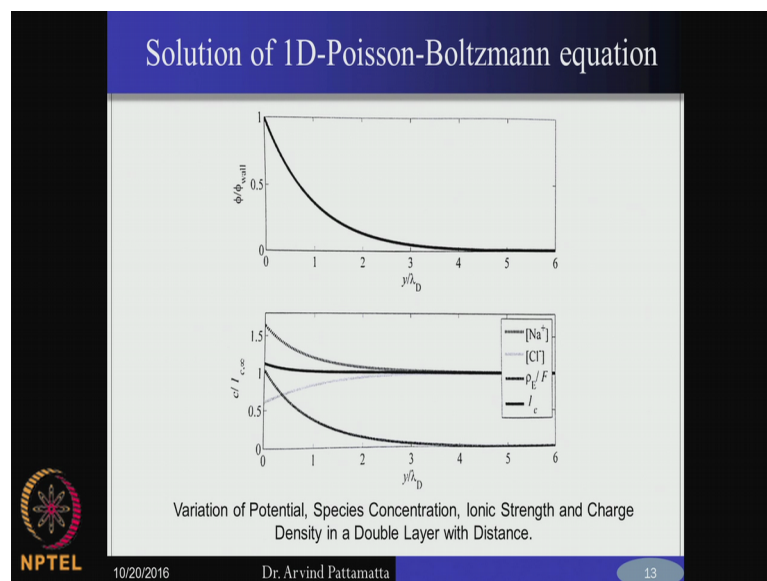 Solution of 1D-Poisson-Boltzmann equation
1
0.5
0
ϕ/ϕwall
0 1 2 3 4 5 6
y/λD
1.5
1
0.5
0
c/ Ic,∞
[Na+]
[Cl-]
ρE/F
Ic
0 1 2 3 4 5 6
y/λD
Variation of Potential, Species Concentration, Ionic Strength and Charge
Density in a Double Layer with Distance.
NPTEL
10/20/2016 Dr. Arvind Pattamatta 13